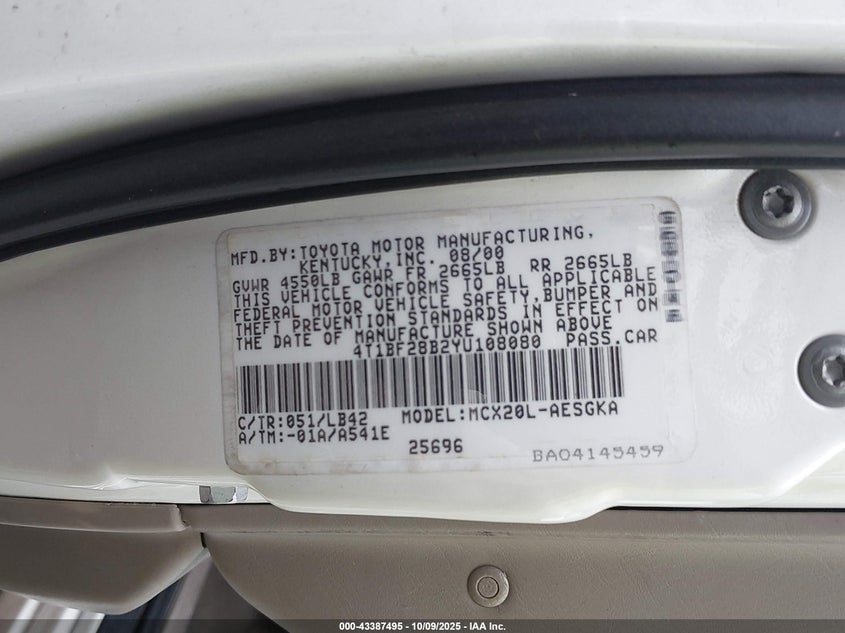 MFD.BY:TOYOTA MOTOR MANUFACTURING,
KENTUCKY,INC. 08/00
GVWR 4550LB GAWR FR 2665LB RR 2665LB
THIS VEHICLE CONFORMS TO ALL APPLICABLE
FEDERAL MOTOR VEHICLE SAFETY,BUMPER AND
THEFT PREVENTION STANDARDS IN EFFECT ON
THE DATE OF MANUFACTURE SHOWN ABOVE
4T1BF28B2YU108080 PASS.CAR
C/TR:051/LB42 MODEL:MCX20L-AESGKA
A/TM:-01A/A541E
25696
BA04145459
000-43387495 - 10/09/2025 - IAA Inc.